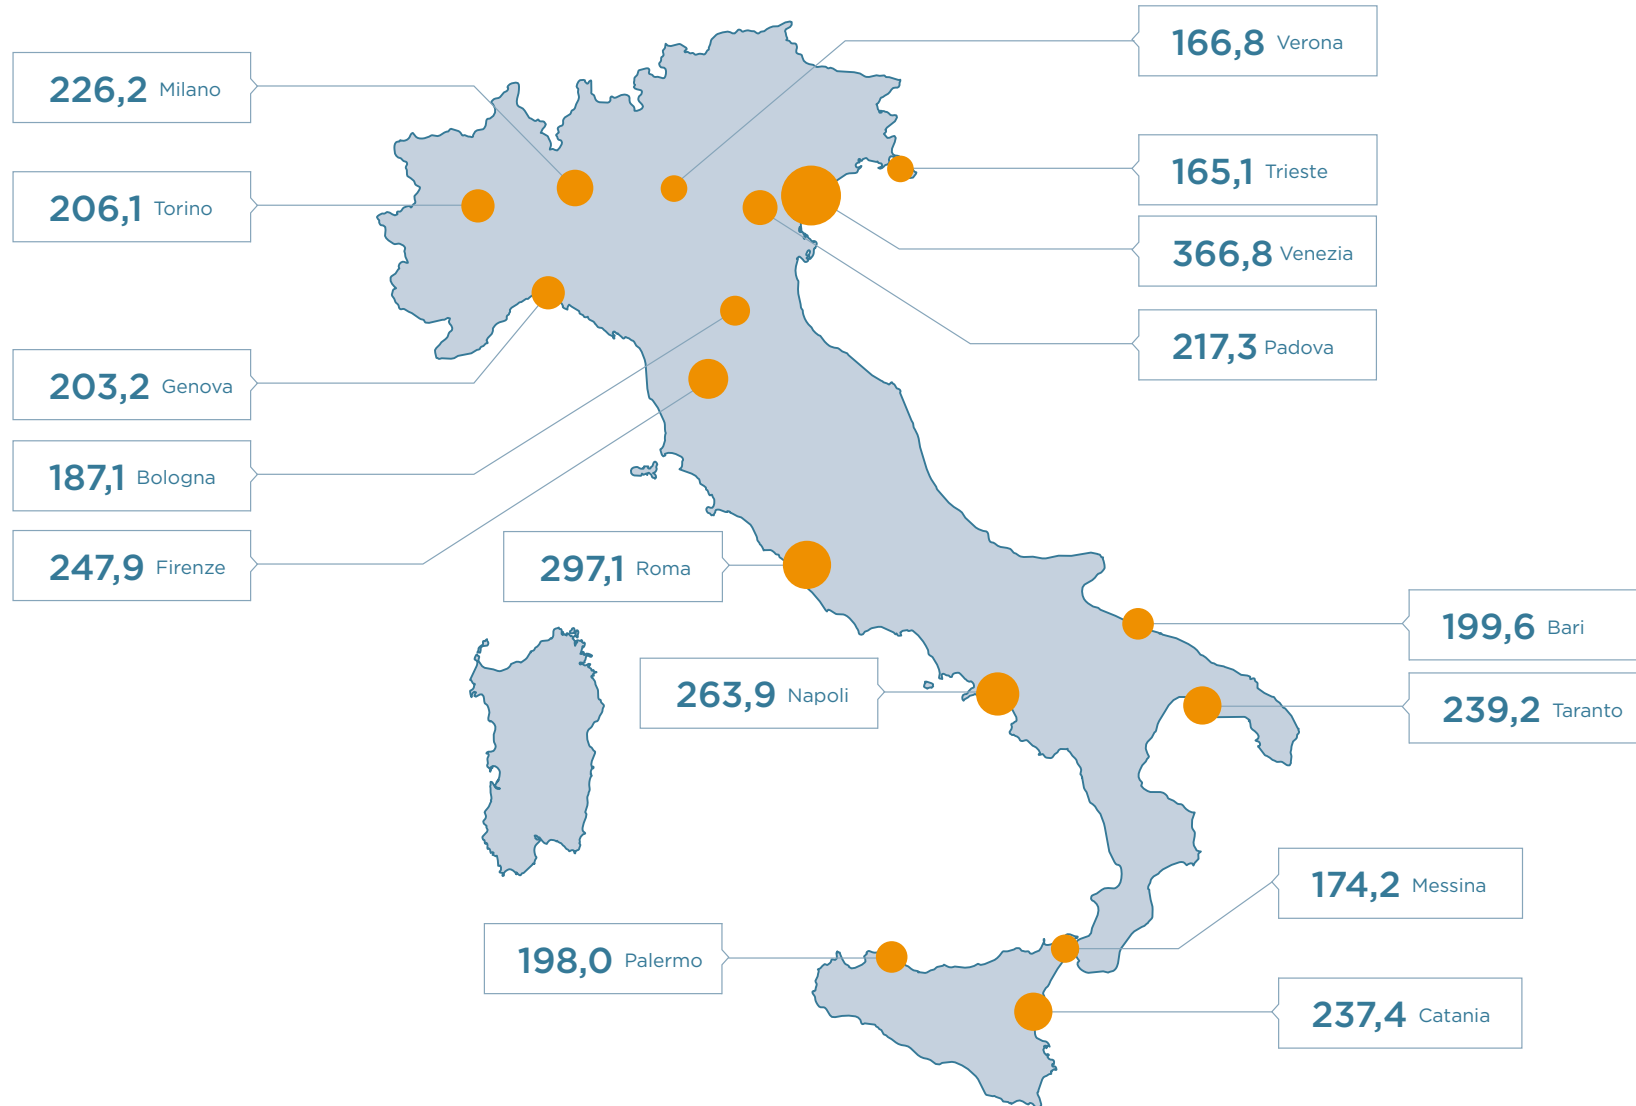 226,2 Milano
206,1 Torino
203,2 Genova
187,1 Bologna
247,9 Firenze
166,8 Verona
165,1 Trieste
366,8 Venezia
217,3 Padova
297,1 Roma
263,9 Napoli
199,6 Bari
239,2 Taranto
174,2 Messina
198,0 Palermo
237,4 Catania